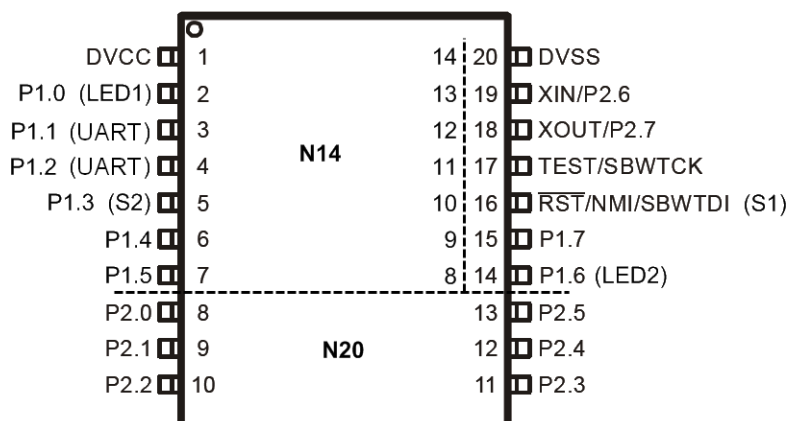 DVCC 1 14 20 DVSS
P1.0 (LED1) 2 13 19 XIN/P2.6
P1.1 (UART) 3 12 18 XOUT/P2.7
P1.2 (UART) 4 N14 11 17 TEST/SBWTCK
P1.3 (S2) 5 10 16 R̅S̅T̅/NMI/SBWTDI (S1)
P1.4 6 9 15 P1.7
P1.5 7 8 14 P1.6 (LED2)
P2.0 8 13 P2.5
P2.1 9 N20 12 P2.4
P2.2 10 11 P2.3